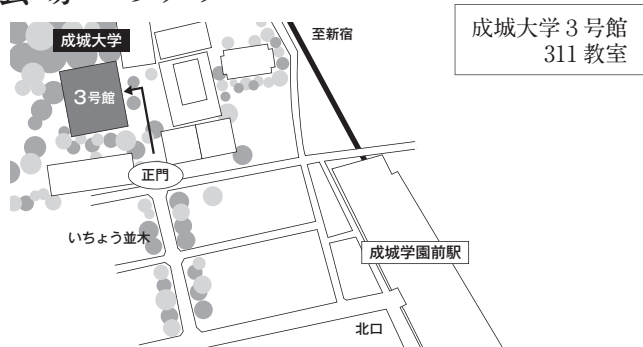 成城大学3号館
311教室
成城大学
至新宿
3号館
正門
いちょう並木
成城学園前駅
北口